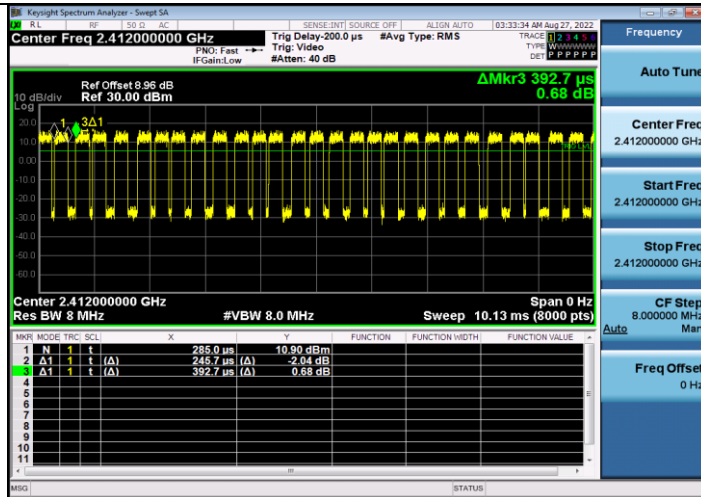 Keysight Spectrum Analyzer - Swept SA
RL RF 50 Ω AC SENSE:INT SOURCE OFF ALIGN AUTO 03:33:34 AM Aug 27, 2022
Center Freq 2.412000000 GHz
Trig Delay-200.0 µs #Avg Type: RMS
TRACE 1 2 3 4 5 6
PNO: Fast Trig: Video
TYPE WWWWWW
IFGain:Low #Atten: 40 dB
DET P P P P P P
ΔMkr3 392.7 µs
0.68 dB
Ref Offset 8.96 dB
10 dB/div Ref 30.00 dBm
Log
20.0
10.0
0.00
-10.0
-20.0
-30.0
-40.0
-50.0
-60.0
1
3Δ1
Center 2.412000000 GHz Span 0 Hz
Res BW 8 MHz #VBW 8.0 MHz Sweep 10.13 ms (8000 pts)
MKR MODE TRC SCL X Y FUNCTION FUNCTION WIDTH FUNCTION VALUE
1 N 1 t 285.0 µs 10.90 dBm
2 Δ1 1 t (Δ) 245.7 µs (Δ) -2.04 dB
3 Δ1 1 t (Δ) 392.7 µs (Δ) 0.68 dB
4
5
6
7
8
9
10
11
MSG STATUS
Frequency
Auto Tune
Center Freq
2.412000000 GHz
Start Freq
2.412000000 GHz
Stop Freq
2.412000000 GHz
CF Step
8.000000 MHz
Auto Man
Freq Offset
0 Hz